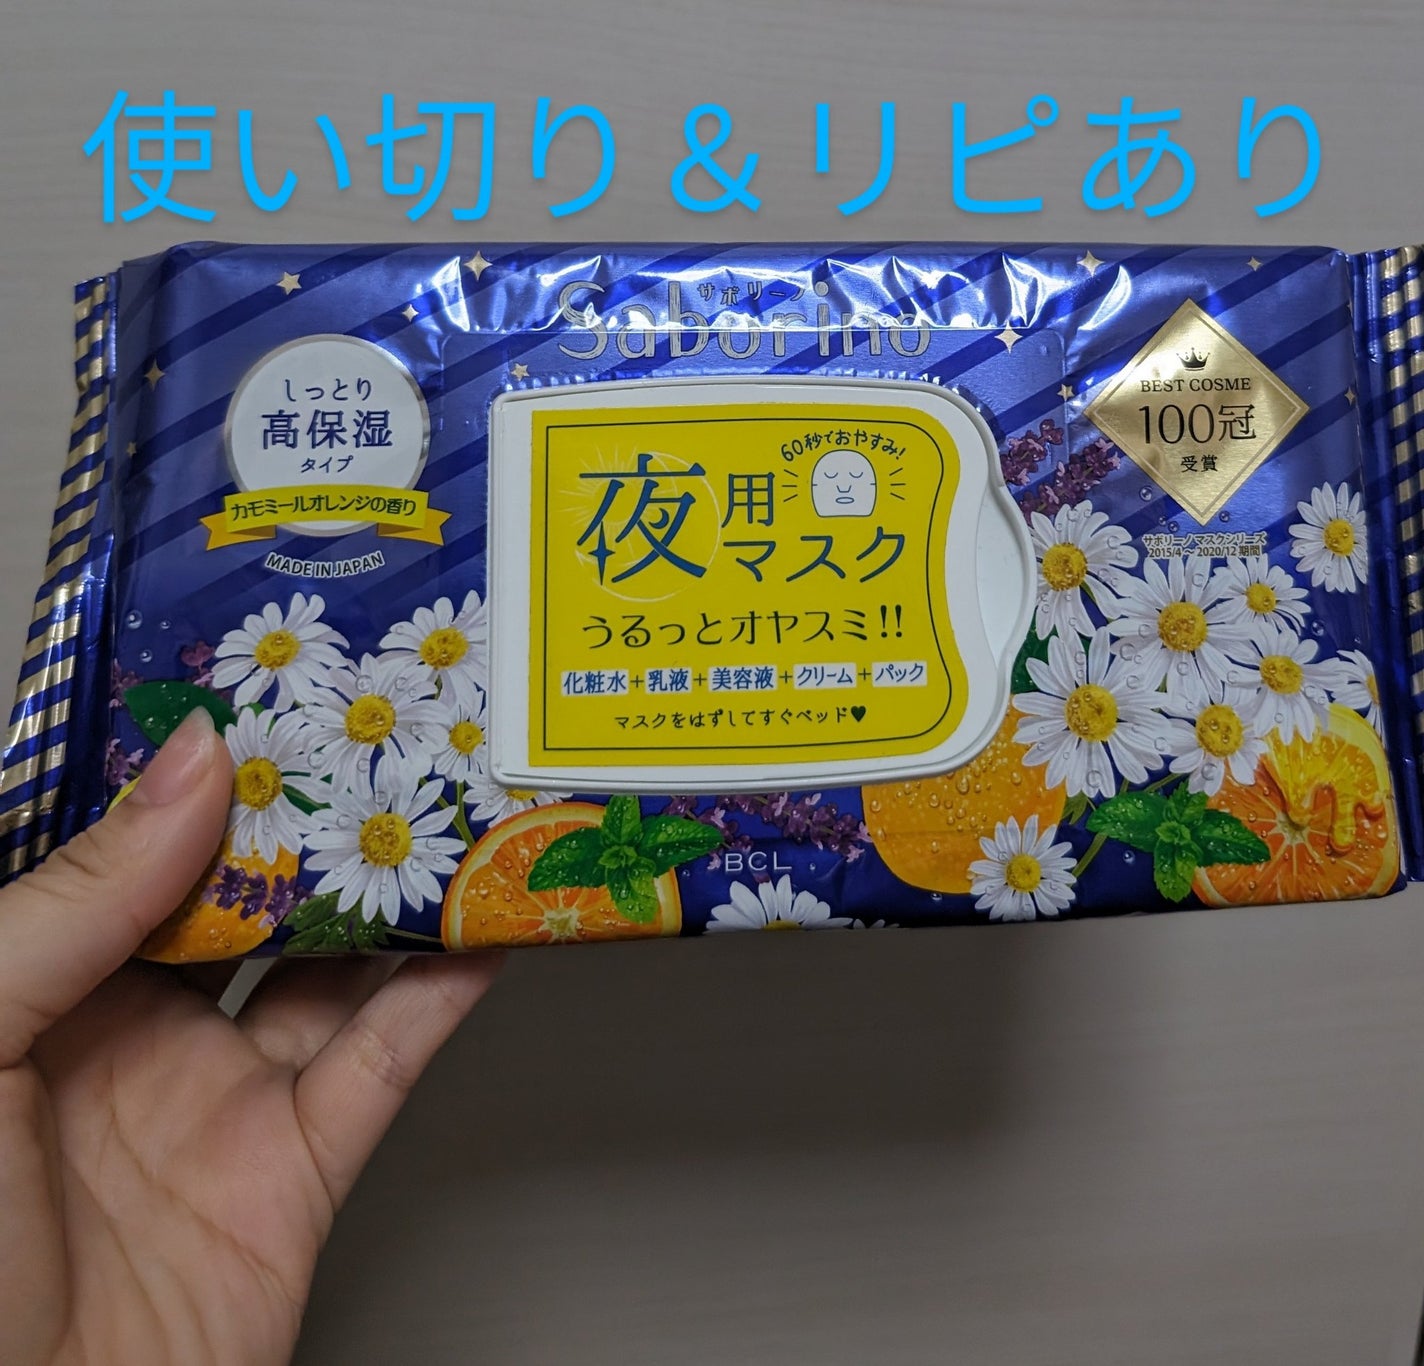 使い切り＆リピあり
サボリーノ
Saborino
しっとり
高保湿
タイプ
カモミールオレンジの香り
MADE IN JAPAN
BEST COSME
100冠
受賞
サボリーノマスクシリーズ
2015/4～2020/12期間
60秒でおやすみ!
夜用
マスク
うるっとオヤスミ!!
化粧水+乳液+美容液+クリーム+パック
マスクをはずしてすぐベッド♥
BCL